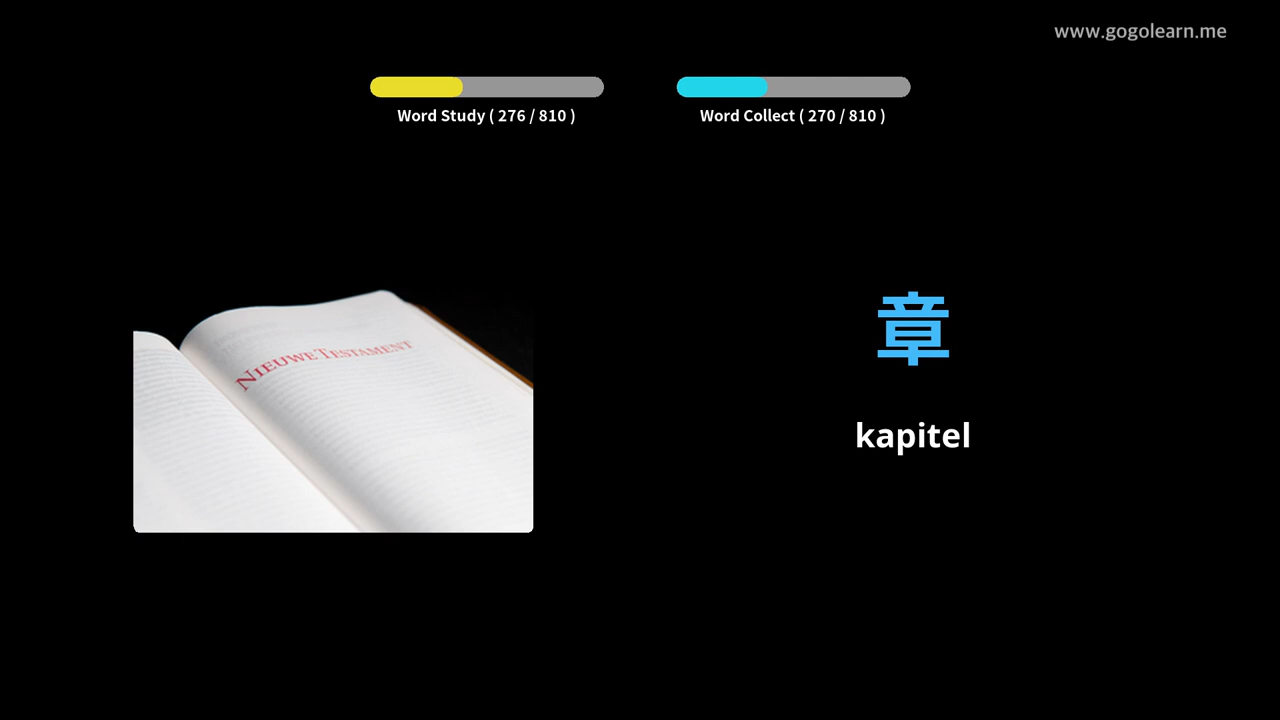 www.gogolearn.me
Word Study ( 276 / 810 )
Word Collect ( 270 / 810 )
NIEUWE TESTAMENT
章
kapitel